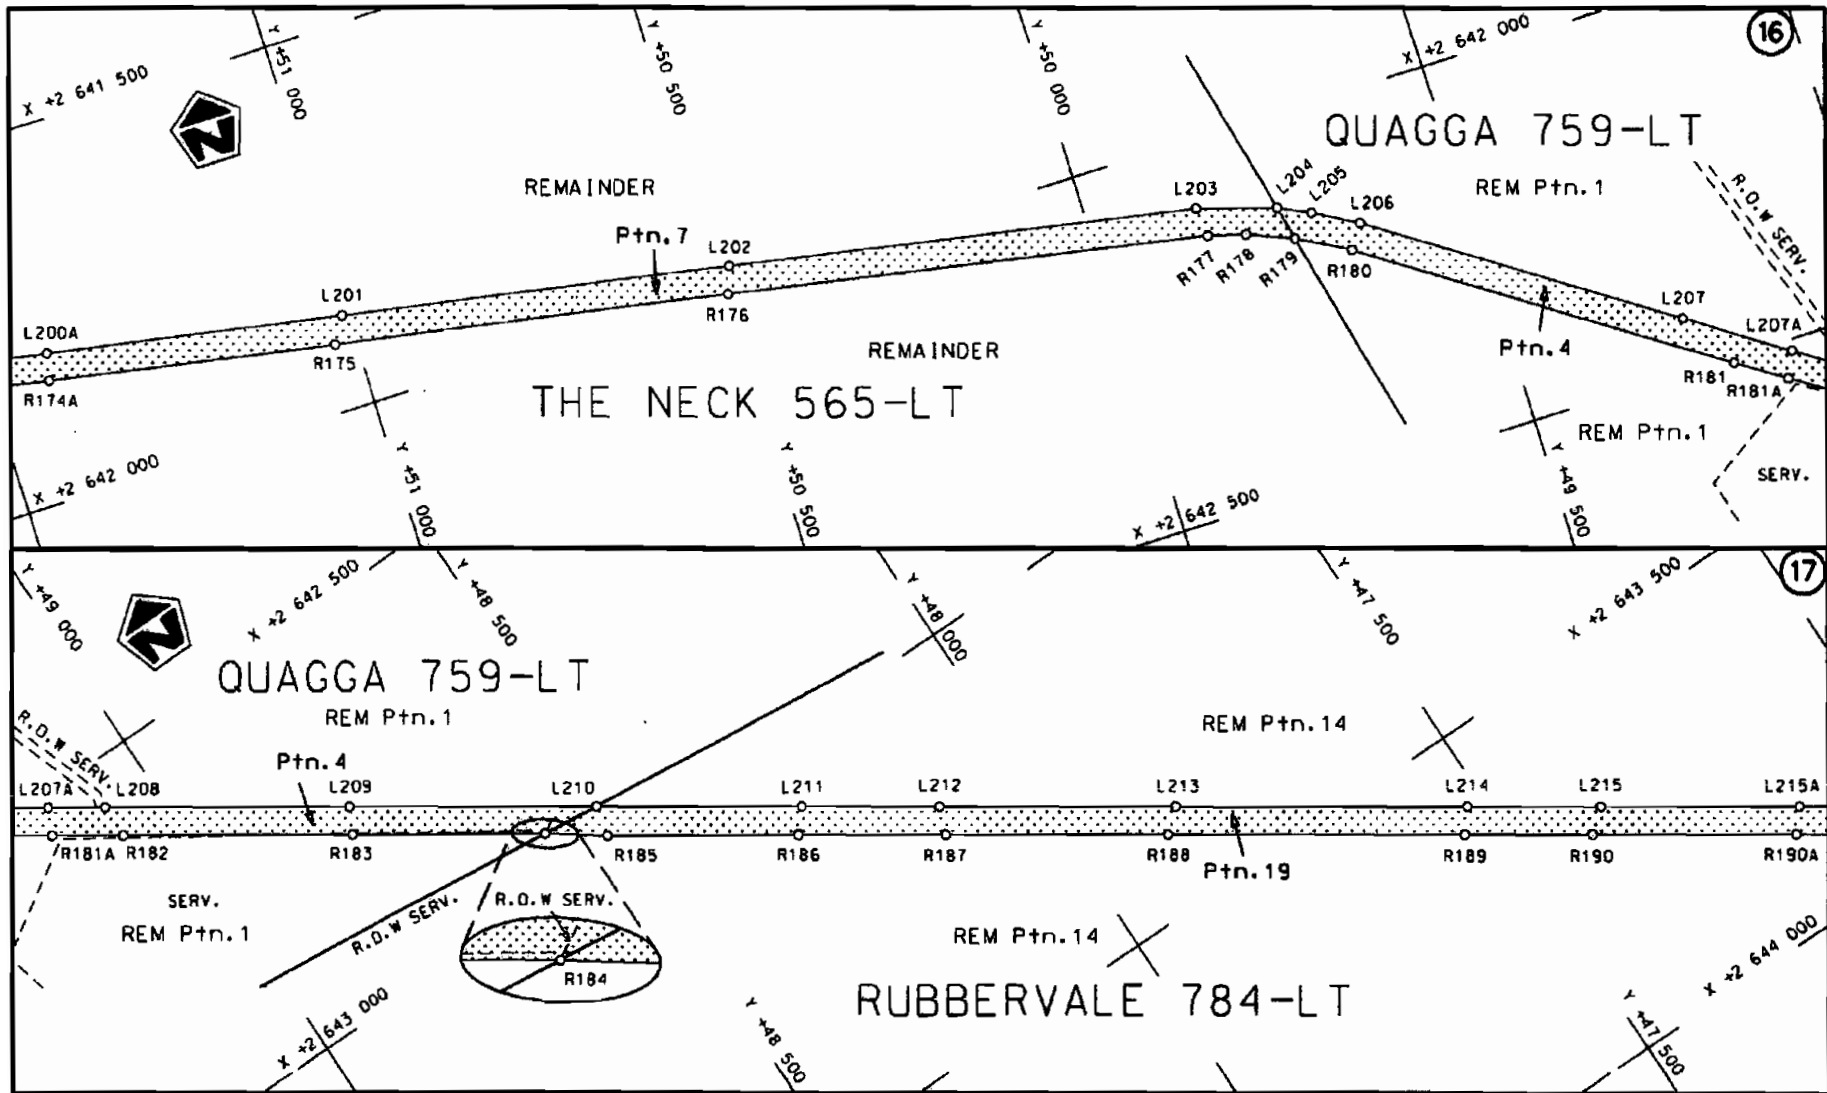 Y +51 000
Y +50 500
Y +50 000
X +2 642 000
16
X +2 641 500
QUAGGA 759-LT
REMAINDER
REM Ptn.1
R.O.W SERV.
L203
L204
L205
L206
Ptn.7
L202
R177
R178
R179
R180
L201
L207
L200A
R176
L207A
R175
REMAINDER
Ptn.4
R181
R181A
R174A
THE NECK 565-LT
REM Ptn.1
X +2 642 000
Y +51 000
Y +50 500
X +2 642 500
Y +49 500
SERV.
Y +49 000
X +2 642 500
Y +48 500
Y +48 000
Y +47 500
X +2 643 500
17
QUAGGA 759-LT
REM Ptn.1
REM Ptn.14
R.O.W SERV.
Ptn.4
L207A
L208
L209
L210
L211
L212
L213
L214
L215
L215A
R181A
R182
R183
R185
R186
R187
R188
R189
R190
R190A
Ptn.19
SERV.
R.O.W SERV.
R.O.W SERV.
REM Ptn.1
REM Ptn.14
R184
RUBBERVALE 784-LT
X +2 643 000
Y +48 500
Y +47 500
X +2 644 000